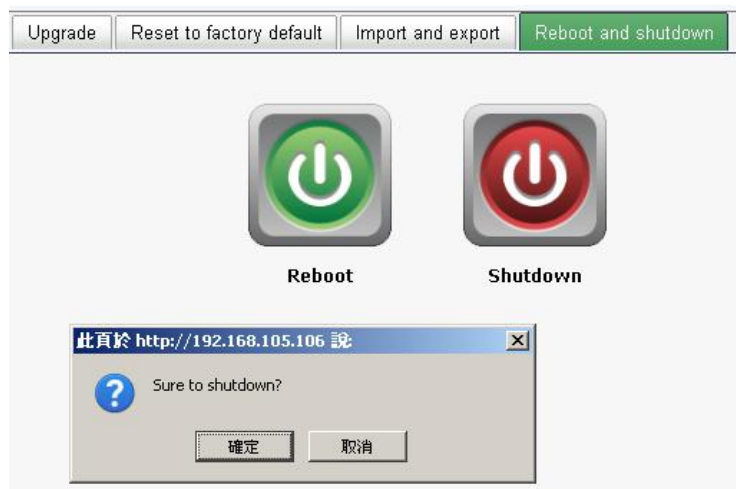 Upgrade Reset to factory default Import and export Reboot and shutdown
Reboot Shutdown
此頁於 http://192.168.105.106 說:
Sure to shutdown?
確定 取消